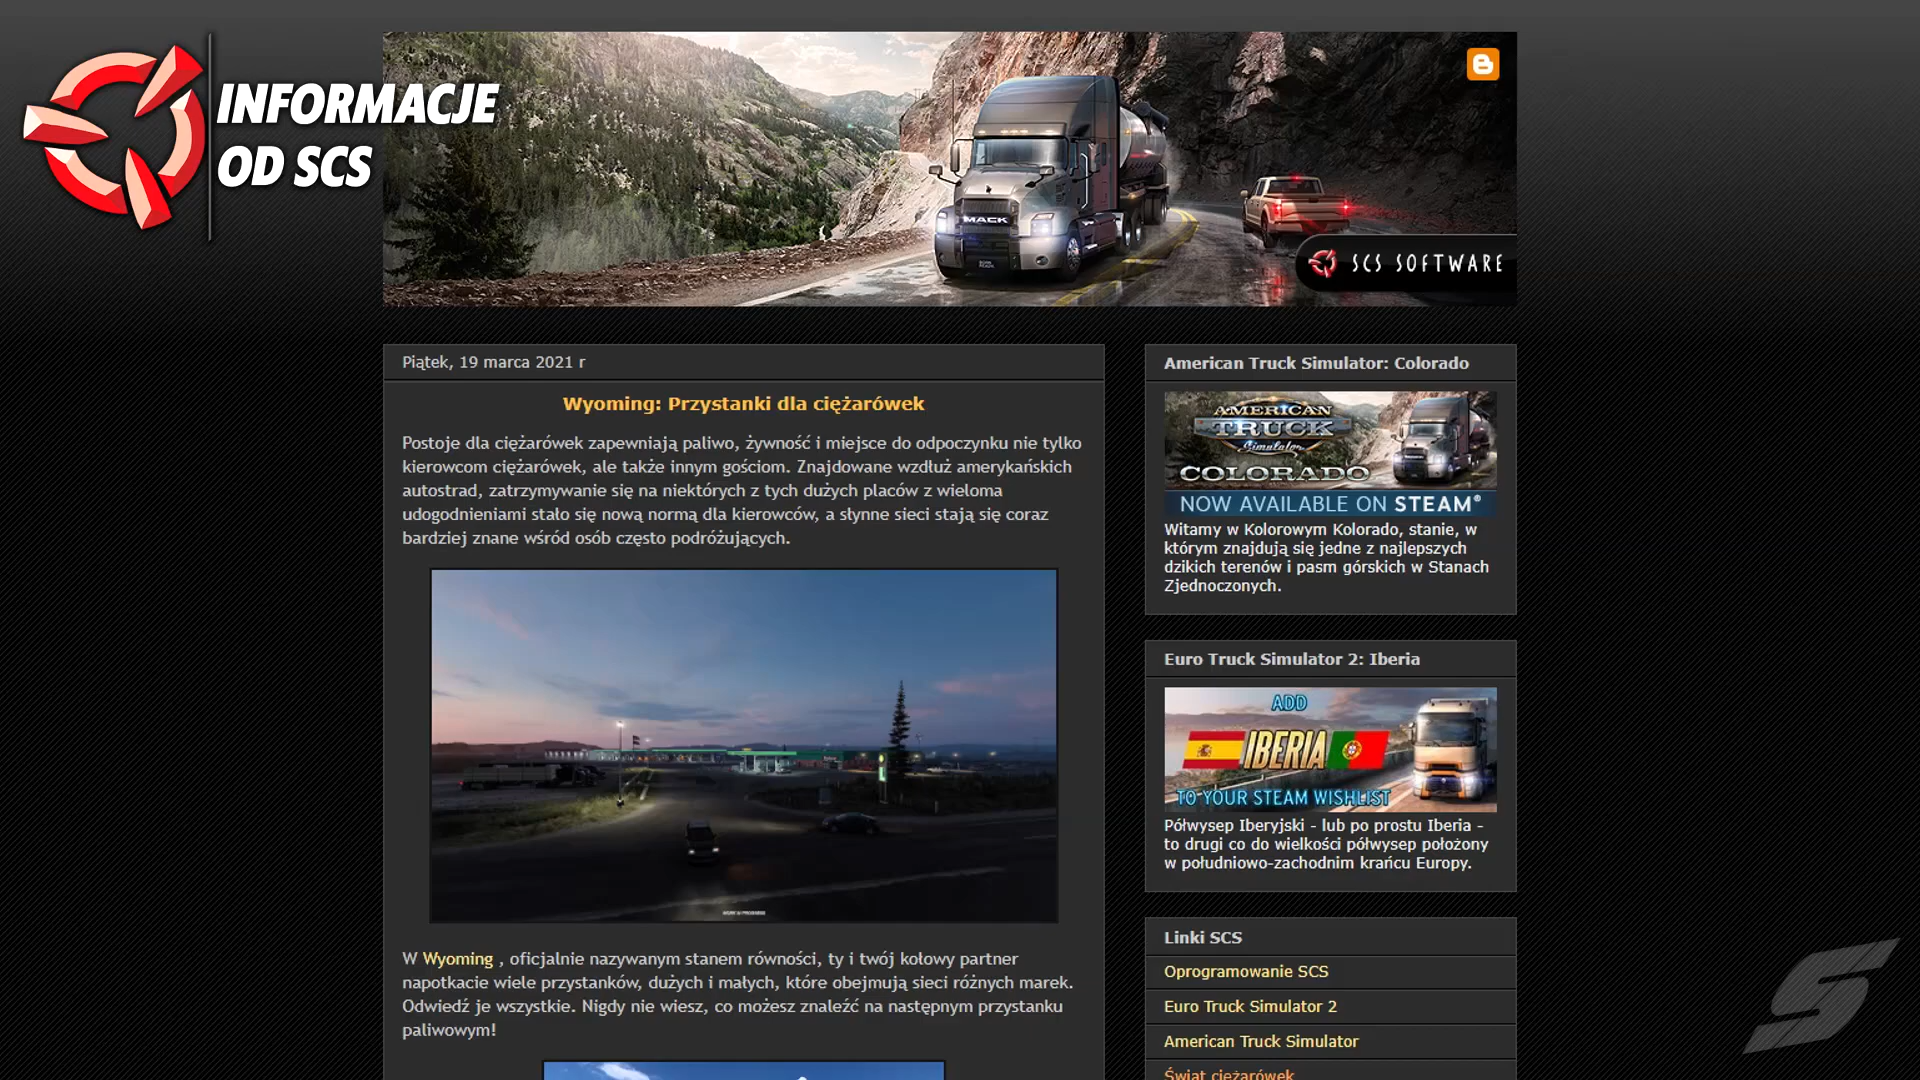 INFORMACJE
OD SCS
MACK
SCS SOFTWARE
Piątek, 19 marca 2021 r
Wyoming: Przystanki dla ciężarówek
Postoje dla ciężarówek zapewniają paliwo, żywność i miejsce do odpoczynku nie tylko
kierowcom ciężarówek, ale także innym gościom. Znajdowane wzdłuż amerykańskich
autostrad, zatrzymywanie się na niektórych z tych dużych placów z wieloma
udogodnieniami stało się nową normą dla kierowców, a słynne sieci stają się coraz
bardziej znane wśród osób często podróżujących.
WORK IN PROGRESS
W Wyoming , oficjalnie nazywanym stanem równości, ty i twój kołowy partner
napotkacie wiele przystanków, dużych i małych, które obejmują sieci różnych marek.
Odwiedź je wszystkie. Nigdy nie wiesz, co możesz znaleźć na następnym przystanku
paliwowym!
American Truck Simulator: Colorado
AMERICAN
TRUCK
Simulator
COLORADO
NOW AVAILABLE ON STEAM®
Witamy w Kolorowym Kolorado, stanie, w
którym znajdują się jedne z najlepszych
dzikich terenów i pasm górskich w Stanach
Zjednoczonych.
Euro Truck Simulator 2: Iberia
ADD
IBERIA
TO YOUR STEAM WISHLIST
Półwysep Iberyjski - lub po prostu Iberia -
to drugi co do wielkości półwysep położony
w południowo-zachodnim krańcu Europy.
Linki SCS
Oprogramowanie SCS
Euro Truck Simulator 2
American Truck Simulator
Świat ciężarówek